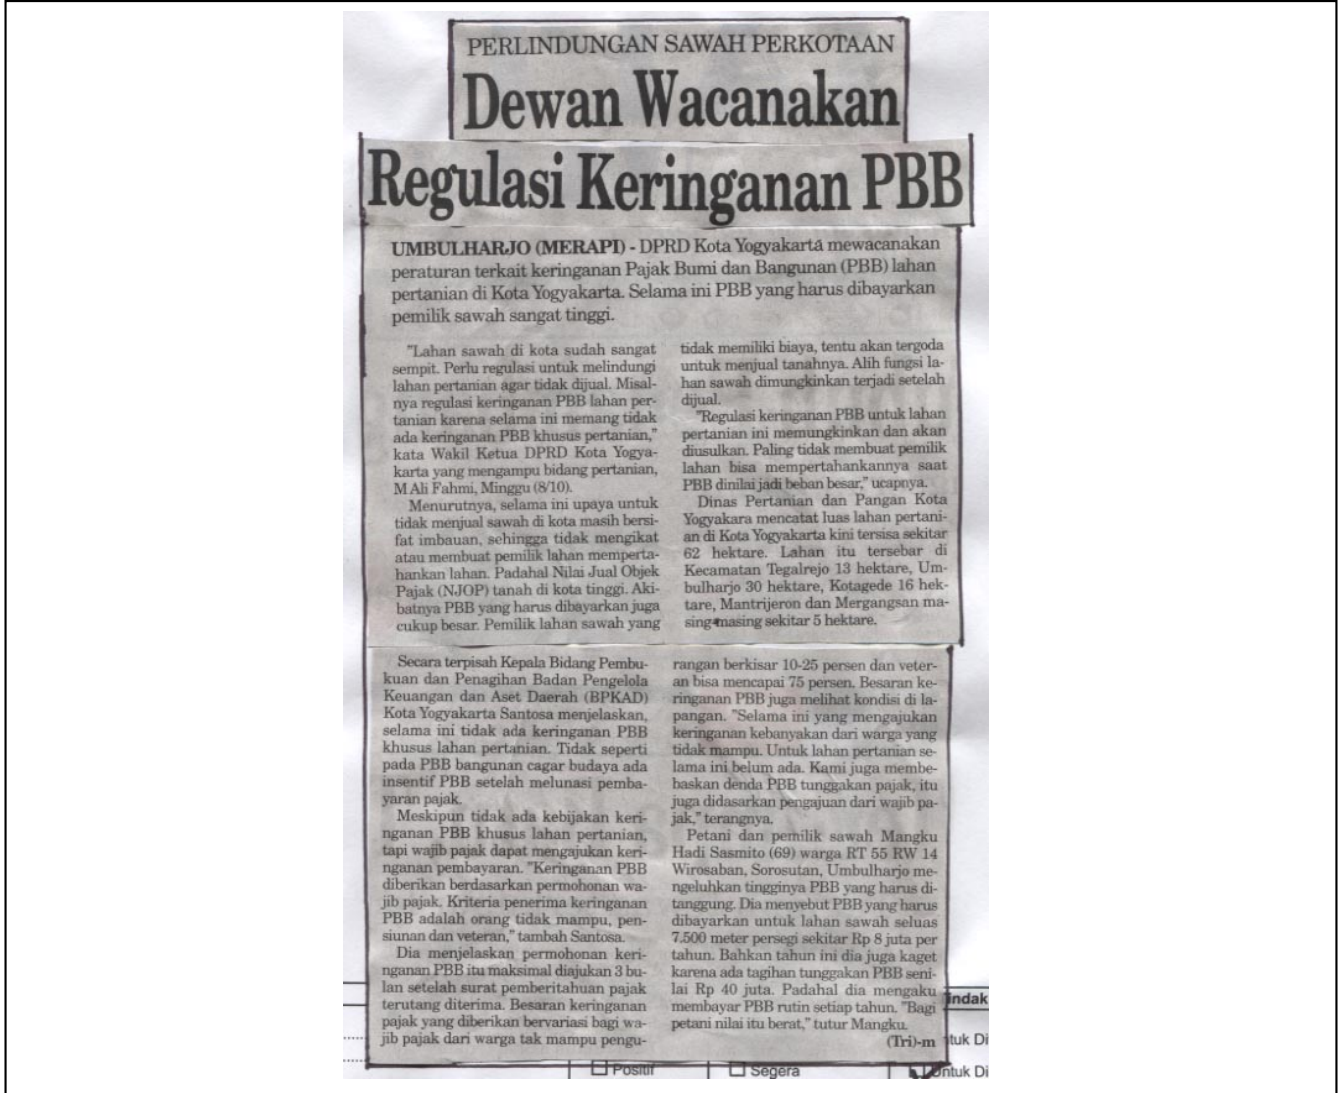 PERLINDUNGAN SAWAH PERKOTAAN
Dewan Wacanakan
Regulasi Keringanan PBB
UMBULHARJO (MERAPI) - DPRD Kota Yogyakarta mewacanakan
peraturan terkait keringanan Pajak Bumi dan Bangunan (PBB) lahan
pertanian di Kota Yogyakarta. Selama ini PBB yang harus dibayarkan
pemilik sawah sangat tinggi.
"Lahan sawah di kota sudah sangat
sempit. Perlu regulasi untuk melindungi
lahan pertanian agar tidak dijual. Misal-
nya regulasi keringanan PBB lahan per-
tanian karena selama ini memang tidak
ada keringanan PBB khusus pertanian,"
kata Wakil Ketua DPRD Kota Yogya-
karta yang mengampu bidang pertanian,
M Ali Fahmi, Minggu (8/10).
Menurutnya, selama ini upaya untuk
tidak menjual sawah di kota masih bersi-
fat imbauan, sehingga tidak mengikat
atau membuat pemilik lahan memperta-
hankan lahan. Padahal Nilai Jual Objek
Pajak (NJOP) tanah di kota tinggi. Aki-
batnya PBB yang harus dibayarkan juga
cukup besar. Pemilik lahan sawah yang
tidak memiliki biaya, tentu akan tergoda
untuk menjual tanahnya. Alih fungsi la-
han sawah dimungkinkan terjadi setelah
dijual.
"Regulasi keringanan PBB untuk lahan
pertanian ini memungkinkan dan akan
diusulkan. Paling tidak membuat pemilik
lahan bisa mempertahankannya saat
PBB dinilai jadi beban besar," ucapnya.
Dinas Pertanian dan Pangan Kota
Yogyakara mencatat luas lahan pertani-
an di Kota Yogyakarta kini tersisa sekitar
62 hektare. Lahan itu tersebar di
Kecamatan Tegalrejo 13 hektare, Um-
bulharjo 30 hektare, Kotagede 16 hek-
tare, Mantrijeron dan Mergangsan ma-
sing-masing sekitar 5 hektare.
Secara terpisah Kepala Bidang Pembu-
kuan dan Penagihan Badan Pengelola
Keuangan dan Aset Daerah (BPKAD)
Kota Yogyakarta Santosa menjelaskan,
selama ini tidak ada keringanan PBB
khusus lahan pertanian. Tidak seperti
pada PBB bangunan cagar budaya ada
insentif PBB setelah melunasi pemba-
yaran pajak.
Meskipun tidak ada kebijakan keri-
nganan PBB khusus lahan pertanian,
tapi wajib pajak dapat mengajukan keri-
nganan pembayaran. "Keringanan PBB
diberikan berdasarkan permohonan wa-
jib pajak. Kriteria penerima keringanan
PBB adalah orang tidak mampu, pen-
siunan dan veteran," tambah Santosa.
Dia menjelaskan permohonan keri-
nganan PBB itu maksimal diajukan 3 bu-
lan setelah surat pemberitahuan pajak
terutang diterima. Besaran keringanan
pajak yang diberikan bervariasi bagi wa-
jib pajak dari warga tak mampu pengu-
rangan berkisar 10-25 persen dan veter-
an bisa mencapai 75 persen. Besaran ke-
ringanan PBB juga melihat kondisi di la-
pangan. "Selama ini yang mengajukan
keringanan kebanyakan dari warga yang
tidak mampu. Untuk lahan pertanian se-
lama ini belum ada. Kami juga membe-
baskan denda PBB tunggakan pajak, itu
juga didasarkan pengajuan dari wajib pa-
jak," terangnya.
Petani dan pemilik sawah Mangku
Hadi Sasmito (69) warga RT 55 RW 14
Wirosaban, Sorosutan, Umbulharjo me-
ngeluhkan tingginya PBB yang harus di-
tanggung. Dia menyebut PBB yang harus
dibayarkan untuk lahan sawah seluas
7.500 meter persegi sekitar Rp 8 juta per
tahun. Bahkan tahun ini dia juga kaget
karena ada tagihan tunggakan PBB seni-
lai Rp 40 juta. Padahal dia mengaku
membayar PBB rutin setiap tahun. "Bagi
petani nilai itu berat," tutur Mangku.
(Tri)-m
indak
tuk Di
Positif
Segera
Untuk Di